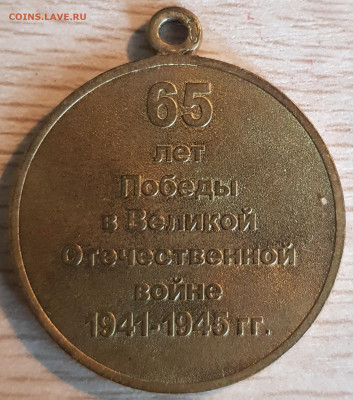 COINS.LAVE.RU
65
лет
Победы
в Великой
Отечественной
войне
1941-1945 гг.